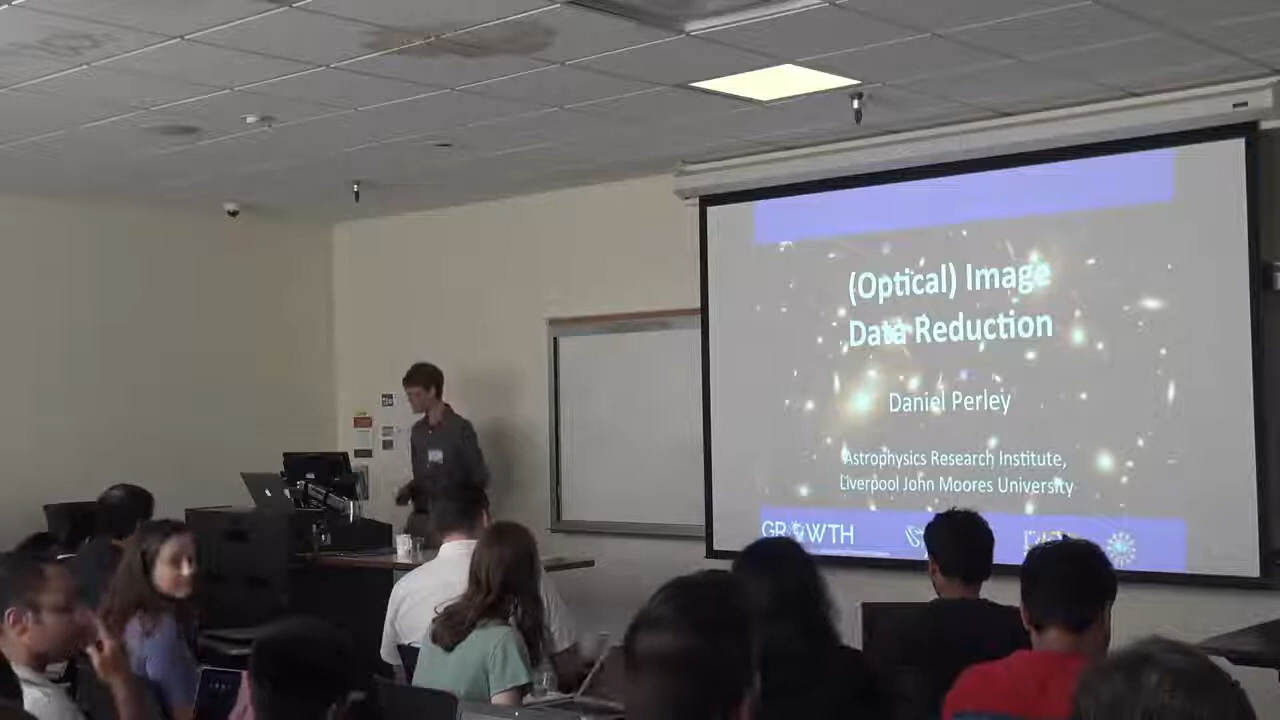 (Optical) Image
Data Reduction
Daniel Perley
Astrophysics Research Institute,
Liverpool John Moores University
GROWTH